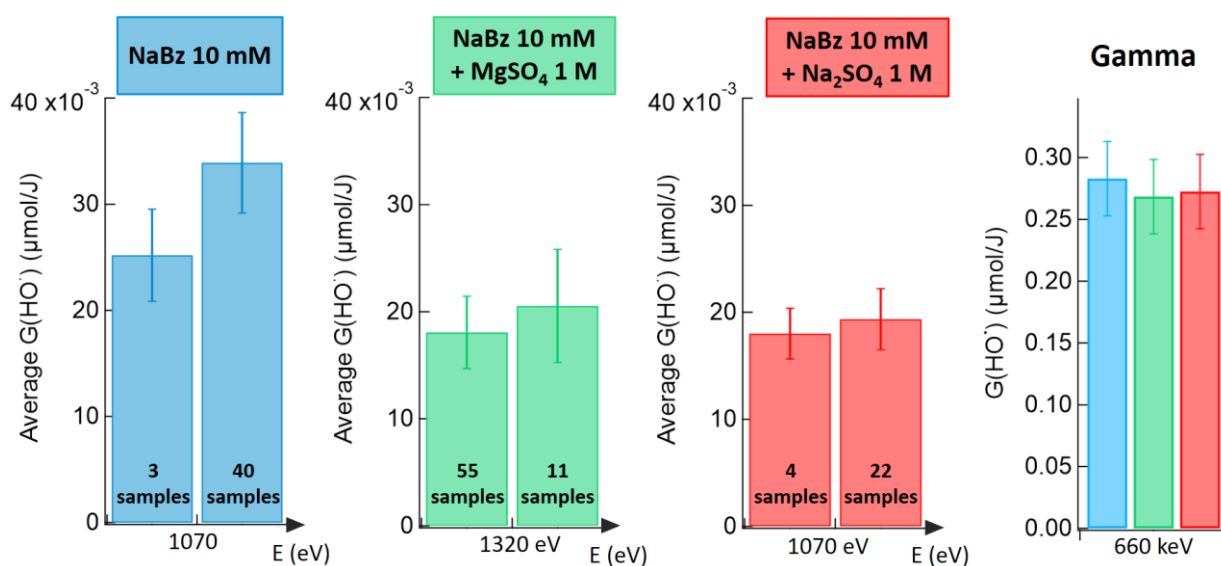 NaBz 10 mM
40 x10⁻³
30
20
10
0
Average G(HO˙) (µmol/J)
3
samples
40
samples
1070
E (eV)
NaBz 10 mM
+ MgSO₄ 1 M
40 x10⁻³
30
20
10
0
Average G(HO˙) (µmol/J)
55
samples
11
samples
1320 eV
E (eV)
NaBz 10 mM
+ Na₂SO₄ 1 M
40 x10⁻³
30
20
10
0
Average G(HO˙) (µmol/J)
4
samples
22
samples
1070 eV
E (eV)
Gamma
0.30
0.25
0.20
0.15
0.10
0.05
0.00
G(HO˙) (µmol/J)
660 keV